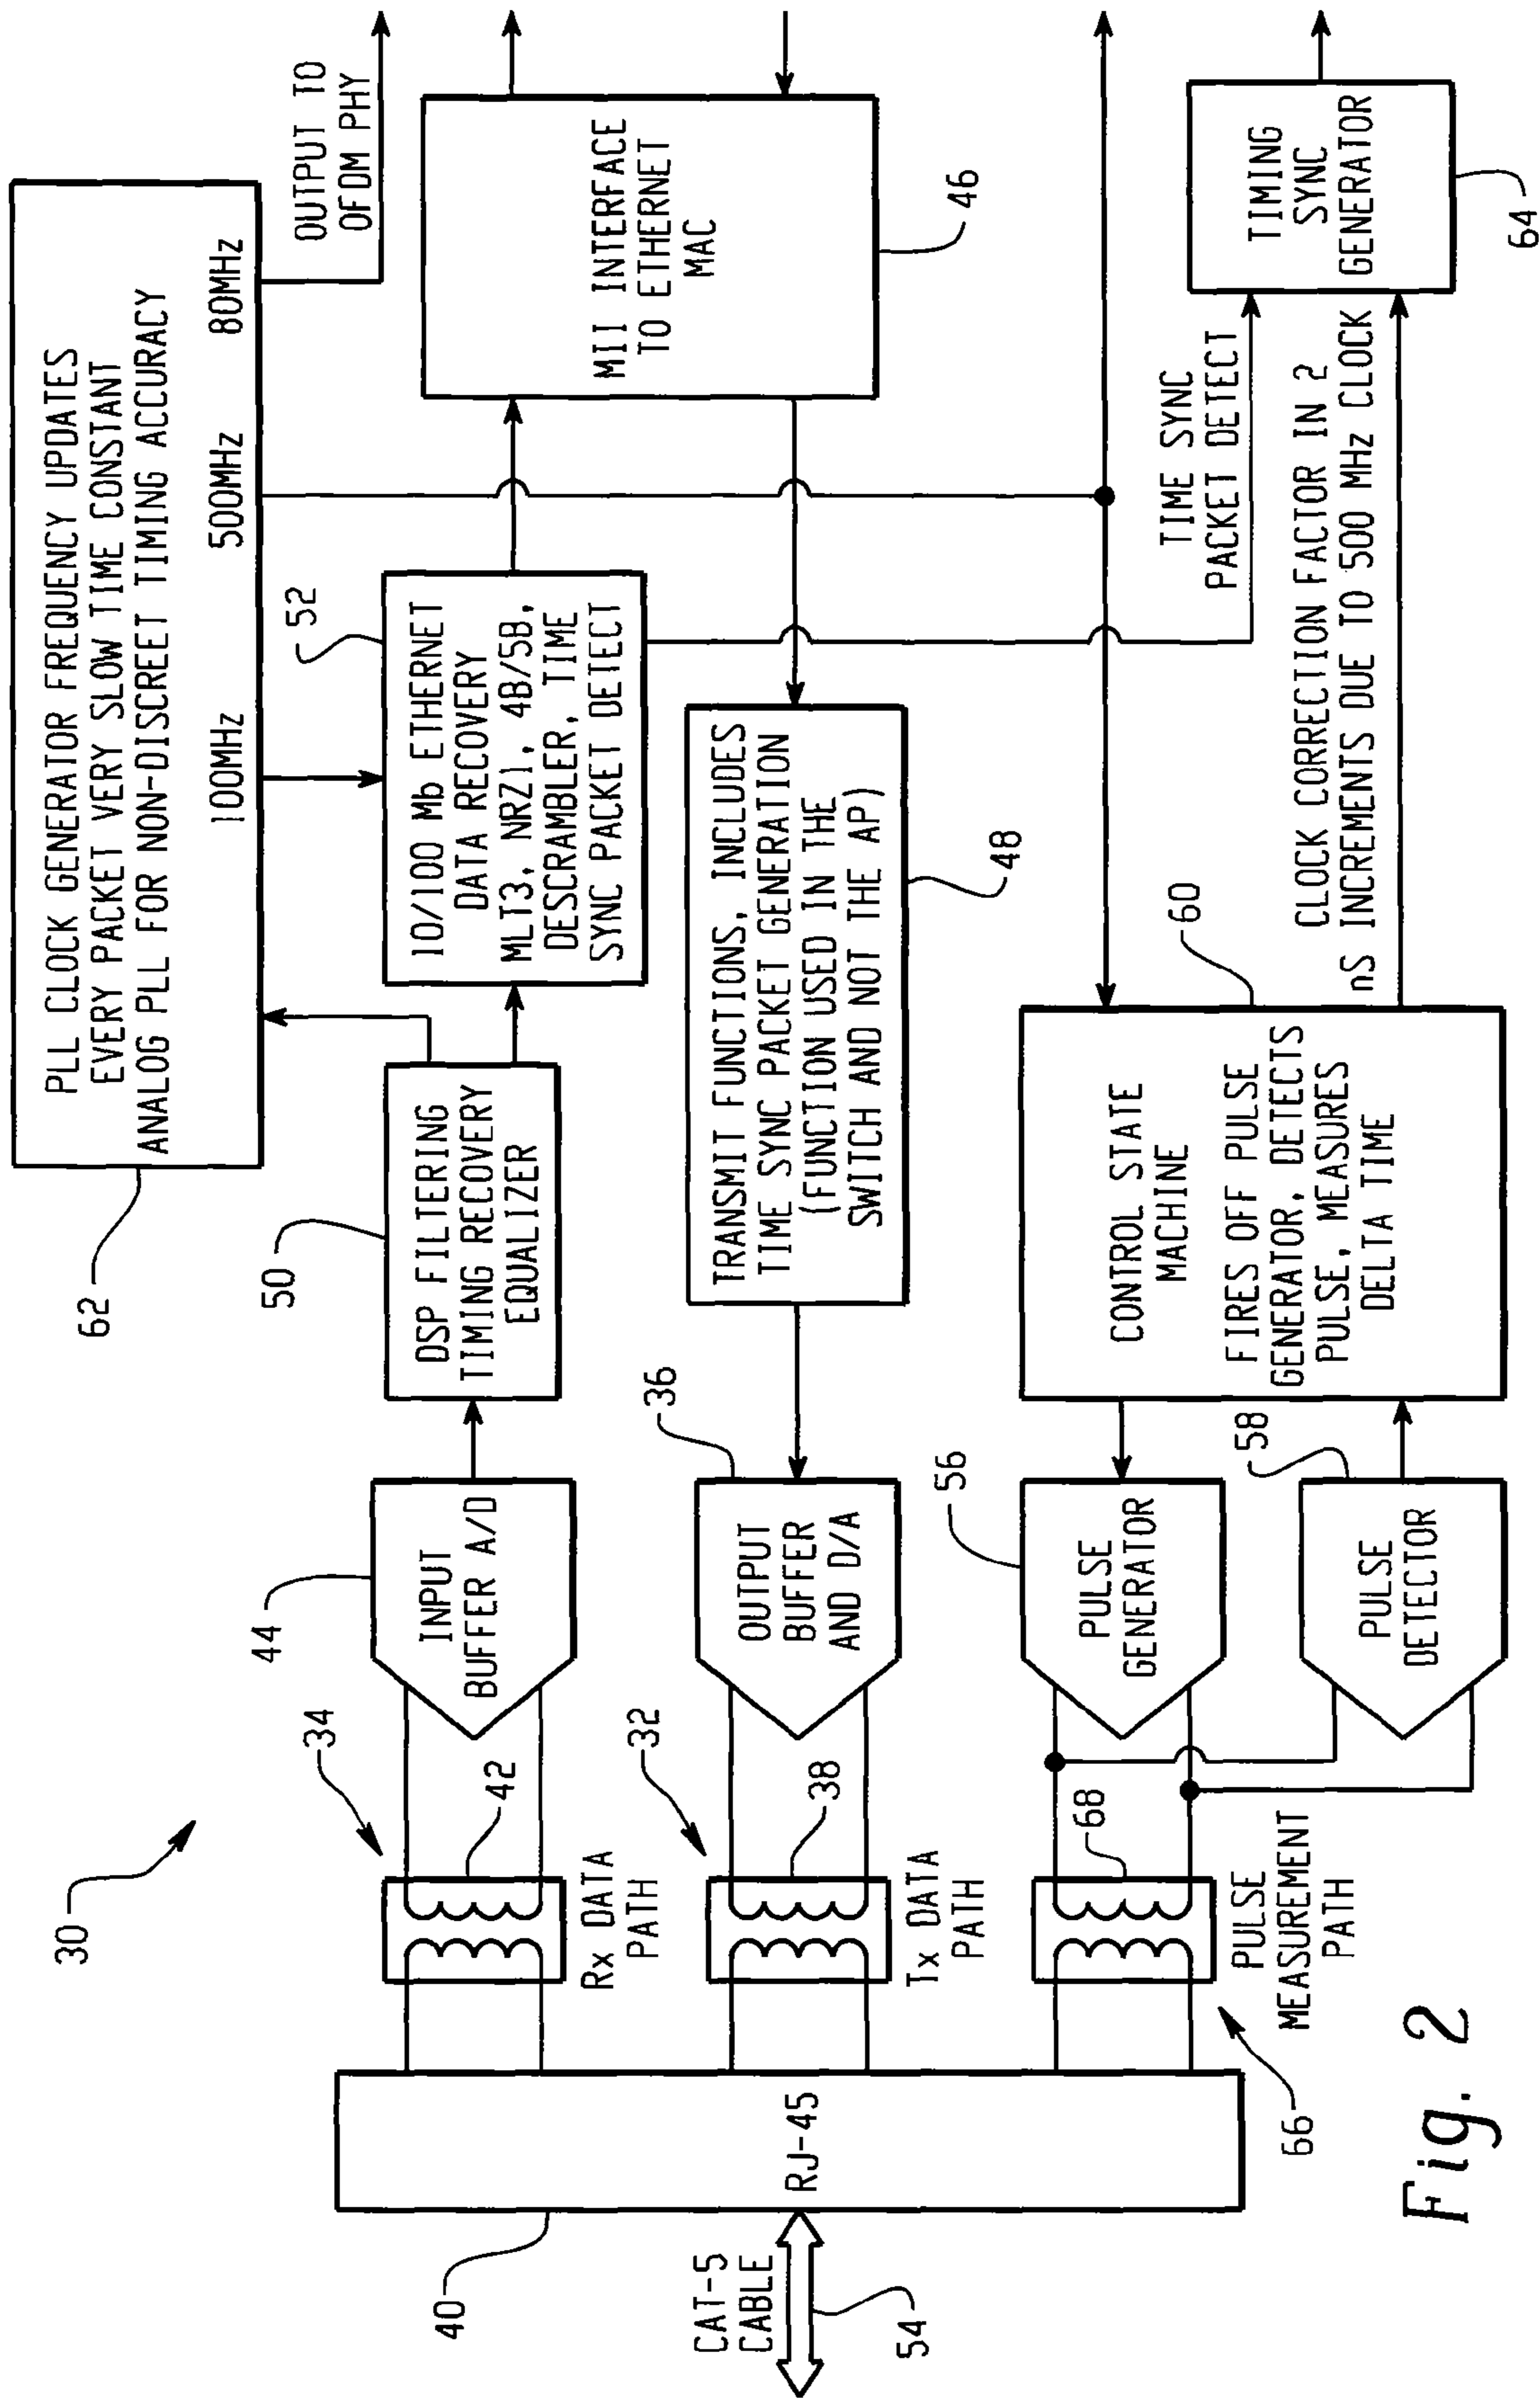 PLL CLOCK GENERATOR FREQUENCY UPDATES
EVERY PACKET VERY SLOW TIME CONSTANT
ANALOG PLL FOR NON-DISCREET TIMING ACCURACY
100MHz
500MHz
80MHz
62
OUTPUT TO
OFDM PHY
30
34
44
INPUT
BUFFER A/D
42
Rx DATA
PATH
50
DSP FILTERING
TIMING RECOVERY
EQUALIZER
52
10/100 Mb ETHERNET
DATA RECOVERY
MLT3, NRZ1, 4B/5B,
DESCRAMBLER, TIME
SYNC PACKET DETECT
MII INTERFACE
TO ETHERNET
MAC
46
40
RJ-45
CAT-5
CABLE
54
32
36
OUTPUT
BUFFER
AND D/A
38
Tx DATA
PATH
TRANSMIT FUNCTIONS, INCLUDES
TIME SYNC PACKET GENERATION
(FUNCTION USED IN THE
SWITCH AND NOT THE AP)
48
56
PULSE
GENERATOR
68
PULSE
MEASUREMENT
PATH
66
58
PULSE
DETECTOR
60
CONTROL STATE
MACHINE
FIRES OFF PULSE
GENERATOR, DETECTS
PULSE, MEASURES
DELTA TIME
TIME SYNC
PACKET DETECT
CLOCK CORRECTION FACTOR IN 2
nS INCREMENTS DUE TO 500 MHz CLOCK
TIMING
SYNC
GENERATOR
64
Fig. 2